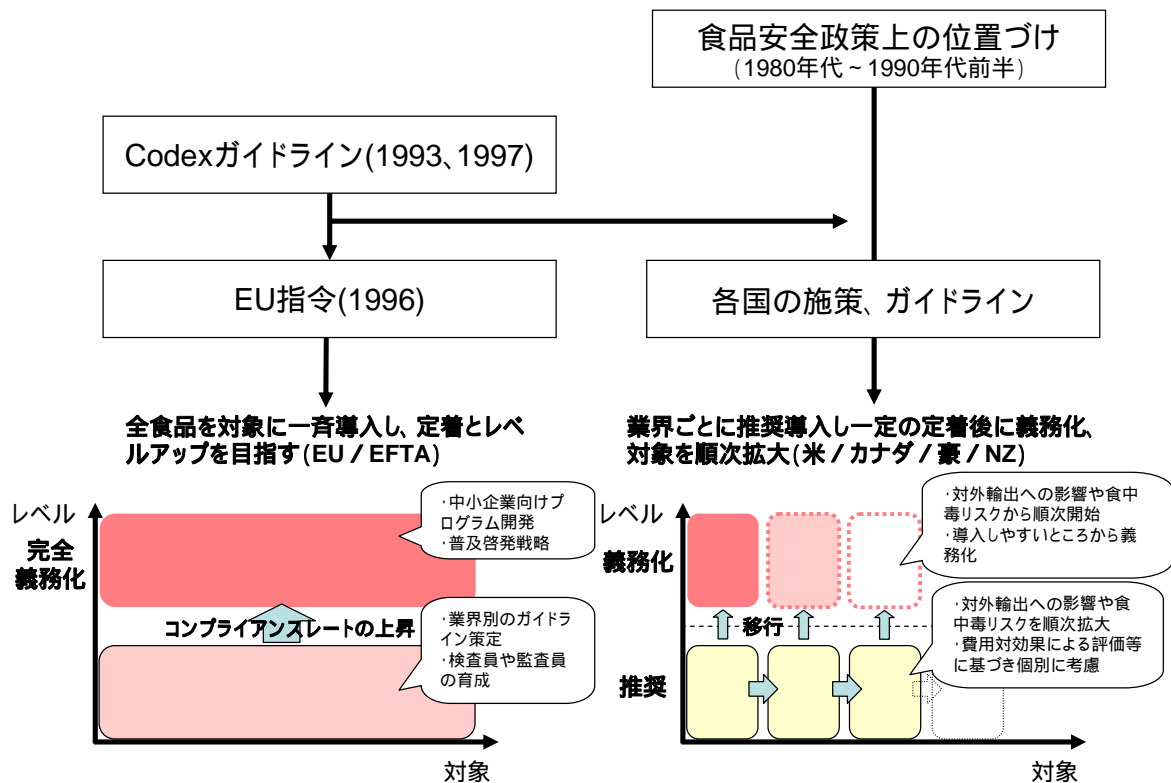 食品安全政策上の位置づけ
(1980年代~1990年代前半)
Codexガイドライン(1993、1997)
EU指令(1996)
各国の施策、ガイドライン
全食品を対象に一斉導入し、定着とレベ
ルアップを目指す(EU/EFTA)
業界ごとに推奨導入し一定の定着後に義務化、
対象を順次拡大(米/カナダ/豪/NZ)
レベル
完全
義務化
・中小企業向けプ
ログラム開発
・普及啓発戦略
コンプライアンスレートの上昇
・業界別のガイドラ
イン策定
・検査員や監査員
の育成
対象
レベル
義務化
・対外輸出への影響や食中
毒リスクから順次開始
・導入しやすいところから義
務化
移行
・対外輸出への影響や食
中毒リスクを順次拡大
・費用対効果による評価等
に基づき個別に考慮
推奨
対象